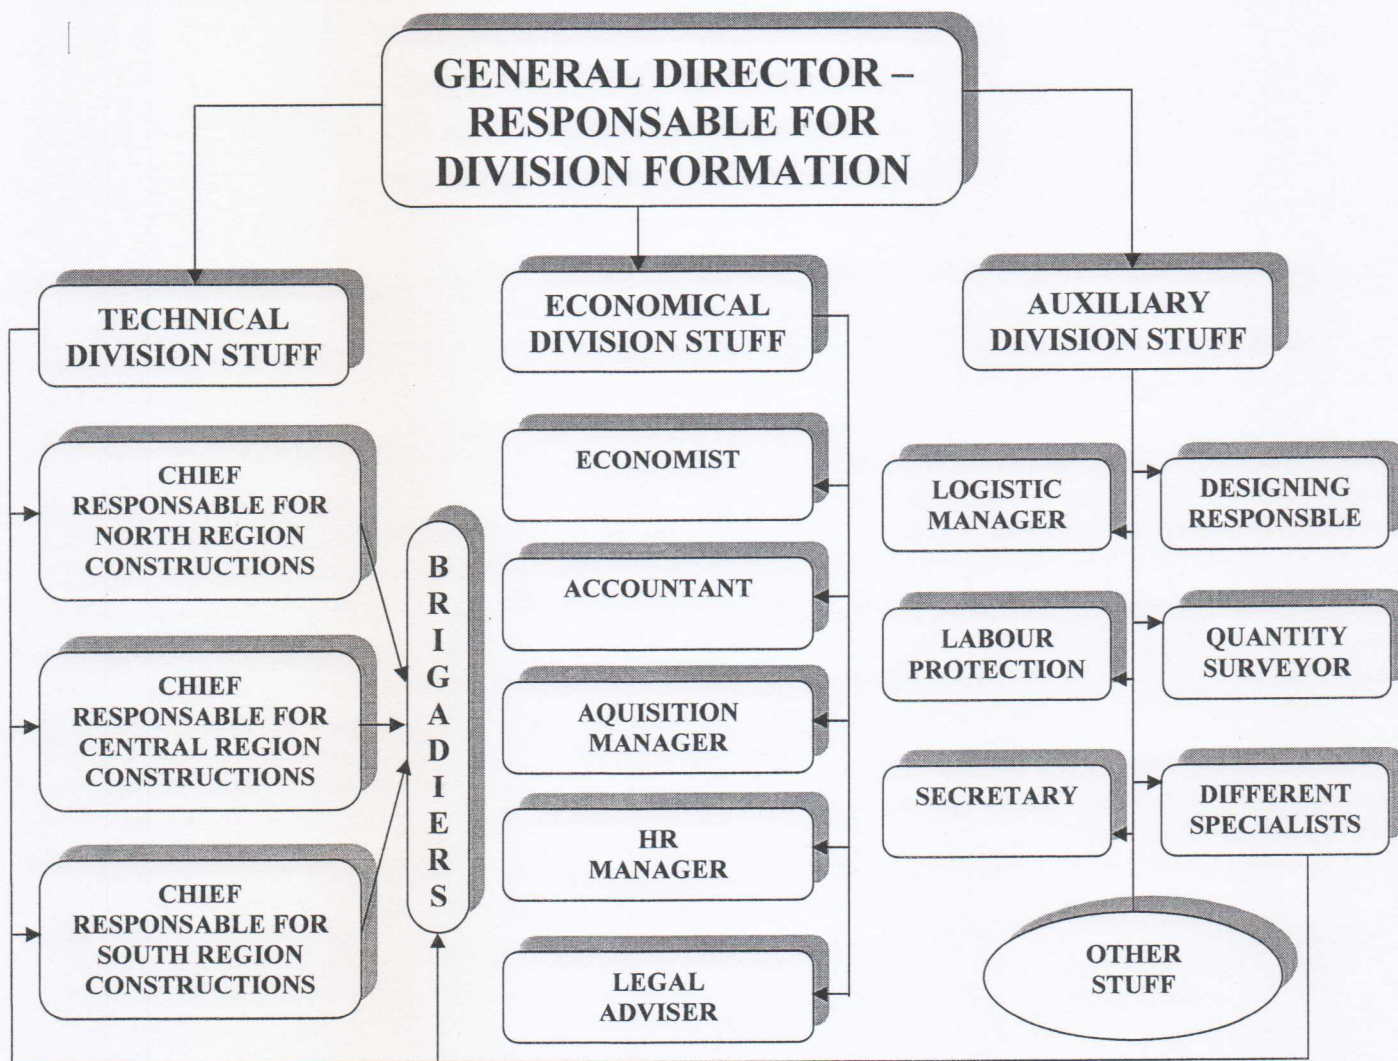 GENERAL DIRECTOR –
RESPONSABLE FOR
DIVISION FORMATION
TECHNICAL
DIVISION STUFF
ECONOMICAL
DIVISION STUFF
AUXILIARY
DIVISION STUFF
CHIEF
RESPONSABLE FOR
NORTH REGION
CONSTRUCTIONS
CHIEF
RESPONSABLE FOR
CENTRAL REGION
CONSTRUCTIONS
CHIEF
RESPONSABLE FOR
SOUTH REGION
CONSTRUCTIONS
BRIGADIERS
ECONOMIST
ACCOUNTANT
AQUISITION
MANAGER
HR
MANAGER
LEGAL
ADVISER
LOGISTIC
MANAGER
DESIGNING
RESPONSBLE
LABOUR
PROTECTION
QUANTITY
SURVEYOR
SECRETARY
DIFFERENT
SPECIALISTS
OTHER
STUFF